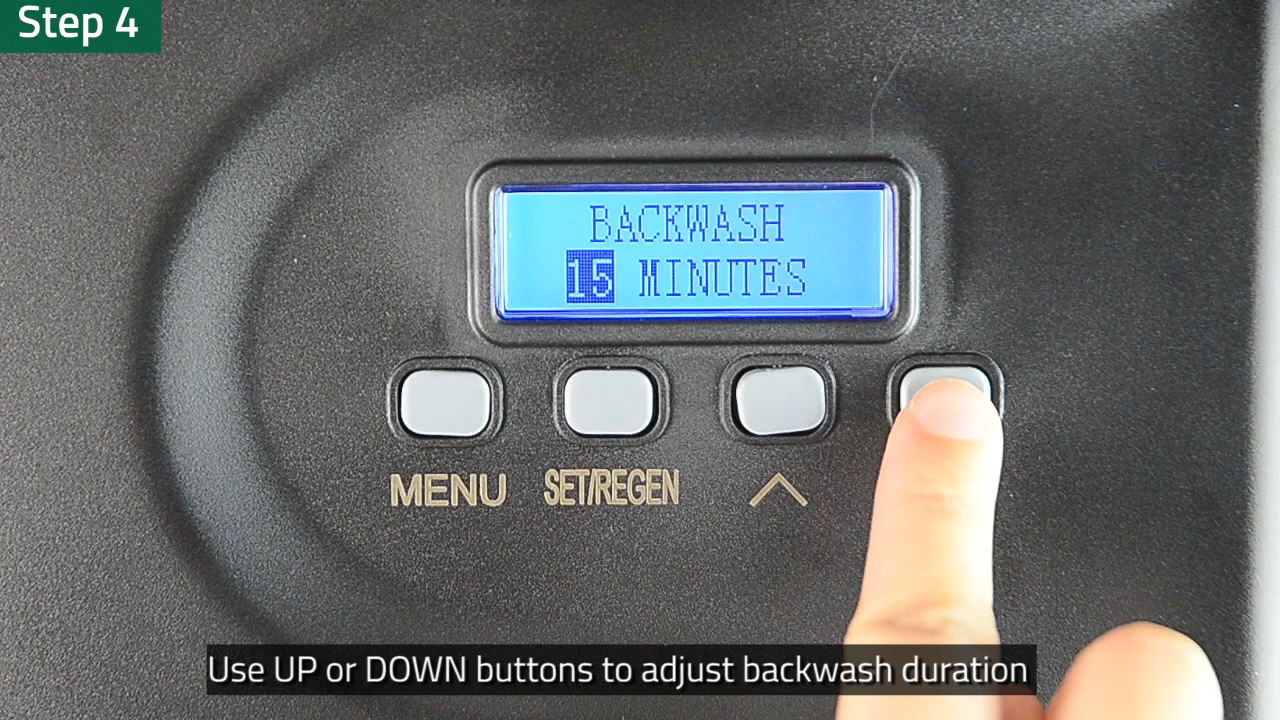 Step 4
BACKWASH
15 MINUTES
MENU SET/REGEN
Use UP or DOWN buttons to adjust backwash duration